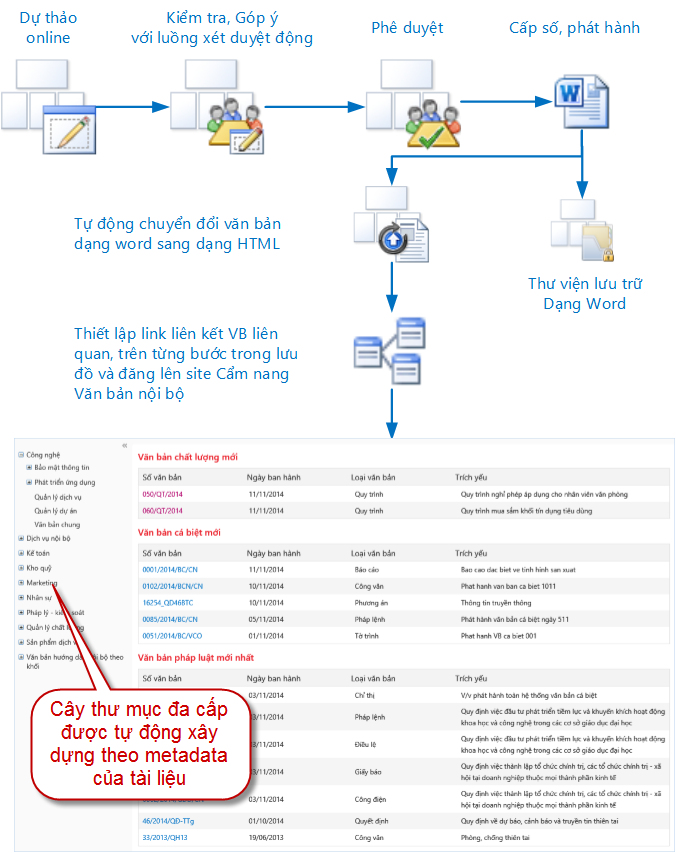 Dự thảo
online
Kiểm tra, Góp ý
với luồng xét duyệt động
Phê duyệt
Cấp số, phát hành
W
Tự động chuyển đổi văn bản
dạng word sang dạng HTML
Thư viện lưu trữ
Dạng Word
Thiết lập link liên kết VB liên
quan, trên từng bước trong lưu
đồ và đăng lên site Cẩm nang
Văn bản nội bộ
«
Công nghệ
Bảo mật thông tin
Phát triển ứng dụng
Quản lý dịch vụ
Quản lý dự án
Văn bản chung
Dịch vụ nội bộ
Kế toán
Kho quỹ
Marketing
Nhân sự
Pháp lý - kiểm soát
Quản lý chất lượng
Sản phẩm dịch v
Văn bản hướng dẫn nội bộ theo
khối
Cây thư mục đa cấp
được tự động xây
dựng theo metadata
của tài liệu
Văn bản chất lượng mới
Số văn bản Ngày ban hành Loại văn bản Trích yếu
050/QT/2014 11/11/2014 Quy trình Quy trình nghỉ phép áp dụng cho nhân viên văn phòng
060/QT/2014 11/11/2014 Quy trình Quy trình mua sắm khối tín dụng tiêu dùng
Văn bản cá biệt mới
Số văn bản Ngày ban hành Loại văn bản Trích yếu
0001/2014/BC/CN 11/11/2014 Báo cáo Bao cao dac biet ve tinh hinh san xuat
0102/2014/BCN/CN 10/11/2014 Công văn Phat hanh van ban ca biet 1011
16254_QD46BTC 10/11/2014 Phương án Thông tin truyền thông
0085/2014/BC/CN 05/11/2014 Pháp lệnh Phát hành văn bản cá biệt ngày 511
0051/2014/BC/VCO 01/11/2014 Tờ trình Phat hanh VB ca biet 001
Văn bản pháp luật mới nhất
Số văn bản Ngày ban hành Loại văn bản Trích yếu
03/11/2014 Chỉ thị V/v phát hành toàn hệ thống văn bản cá biệt
03/11/2014 Pháp lệnh Quy định việc đầu tư phát triển tiềm lực và khuyến khích hoạt động
khoa học và công nghệ trong các cơ sở giáo dục đại học
03/11/2014 Điều lệ Quy định việc đầu tư phát triển tiềm lực và khuyến khích hoạt động
khoa học và công nghệ trong các cơ sở giáo dục đại học
03/11/2014 Giấy báo Quy định việc thành lập tổ chức chính trị, các tổ chức chính trị - xã
hội tại doanh nghiệp thuộc mọi thành phần kinh tế
03/11/2014 Công điện Quy định việc thành lập tổ chức chính trị, các tổ chức chính trị - xã
hội tại doanh nghiệp thuộc mọi thành phần kinh tế
46/2014/QĐ-TTg 01/10/2014 Quyết định Quy định về dự báo, cảnh báo và truyền tin thiên tai
33/2013/QH13 19/06/2013 Công văn Phòng, chống thiên tai